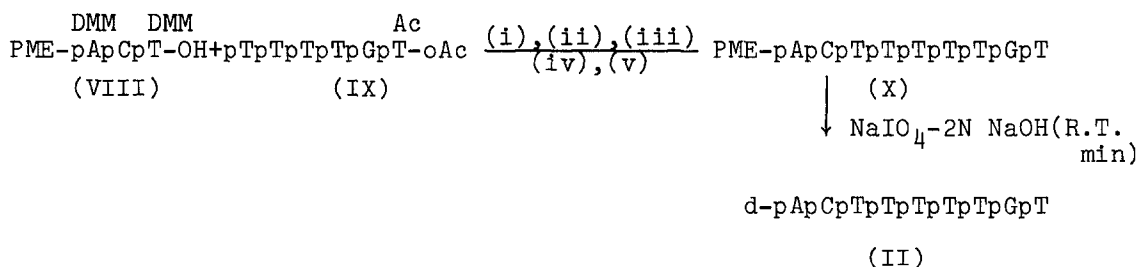 DMM DMM Ac
PME-pApCpT-OH+pTpTpTpTpGpT-oAc (i),(ii),(iii) PME-pApCpTpTpTpTpTpGpT
(VIII) (IX) (iv),(v) (X)
NaIO4-2N NaOH(R.T.
min)
d-pApCpTpTpTpTpTpGpT
(II)